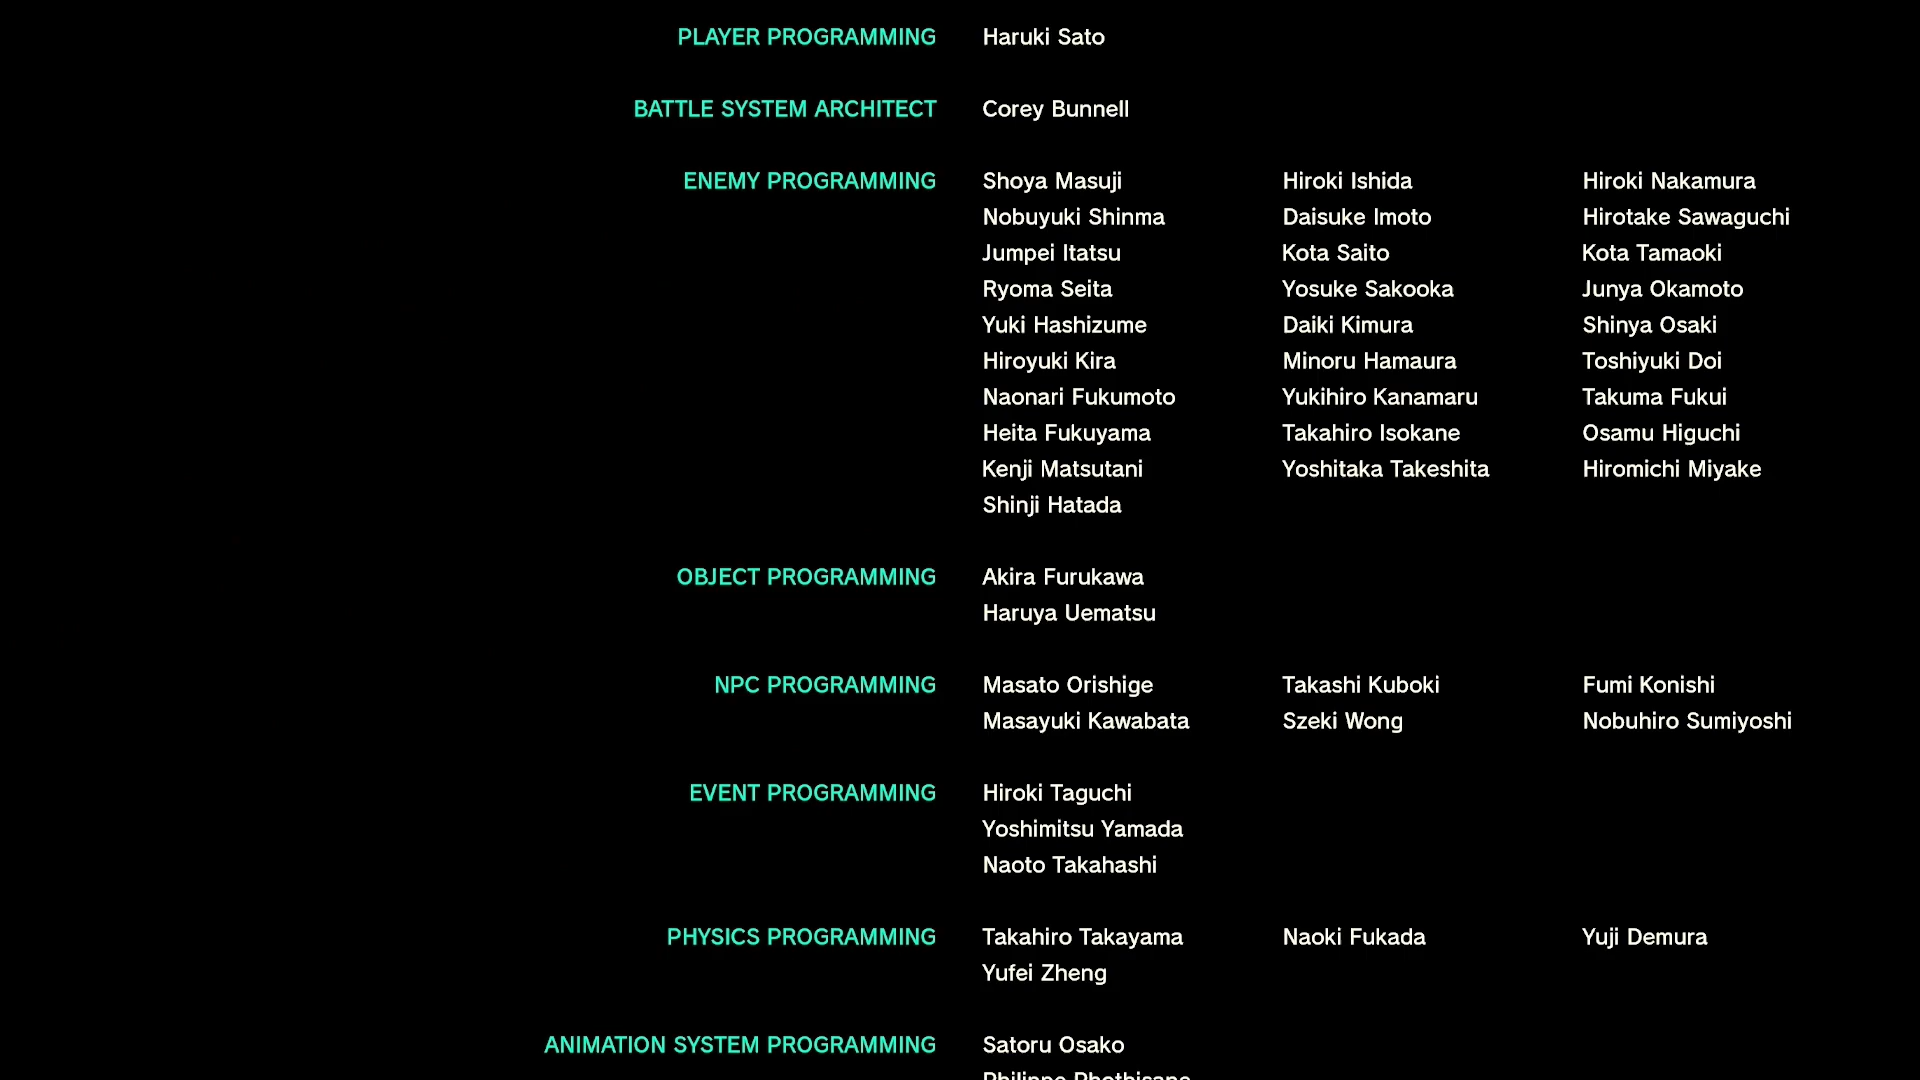 PLAYER PROGRAMMING Haruki Sato
BATTLE SYSTEM ARCHITECT Corey Bunnell
ENEMY PROGRAMMING Shoya Masuji Hiroki Ishida Hiroki Nakamura
Nobuyuki Shinma Daisuke Imoto Hirotake Sawaguchi
Jumpei Itatsu Kota Saito Kota Tamaoki
Ryoma Seita Yosuke Sakooka Junya Okamoto
Yuki Hashizume Daiki Kimura Shinya Osaki
Hiroyuki Kira Minoru Hamaura Toshiyuki Doi
Naonari Fukumoto Yukihiro Kanamaru Takuma Fukui
Heita Fukuyama Takahiro Isokane Osamu Higuchi
Kenji Matsutani Yoshitaka Takeshita Hiromichi Miyake
Shinji Hatada
OBJECT PROGRAMMING Akira Furukawa
Haruya Uematsu
NPC PROGRAMMING Masato Orishige Takashi Kuboki Fumi Konishi
Masayuki Kawabata Szeki Wong Nobuhiro Sumiyoshi
EVENT PROGRAMMING Hiroki Taguchi
Yoshimitsu Yamada
Naoto Takahashi
PHYSICS PROGRAMMING Takahiro Takayama Naoki Fukada Yuji Demura
Yufei Zheng
ANIMATION SYSTEM PROGRAMMING Satoru Osako